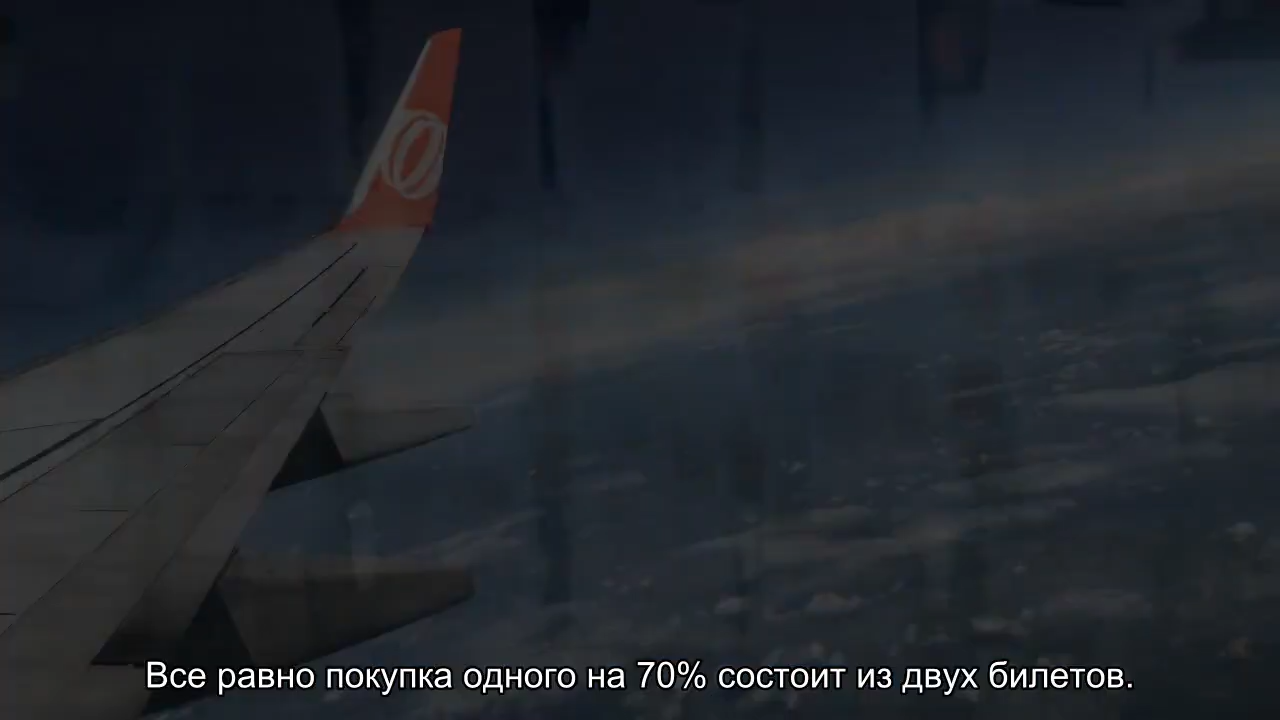 Все равно покупка одного на 70% состоит из двух билетов.